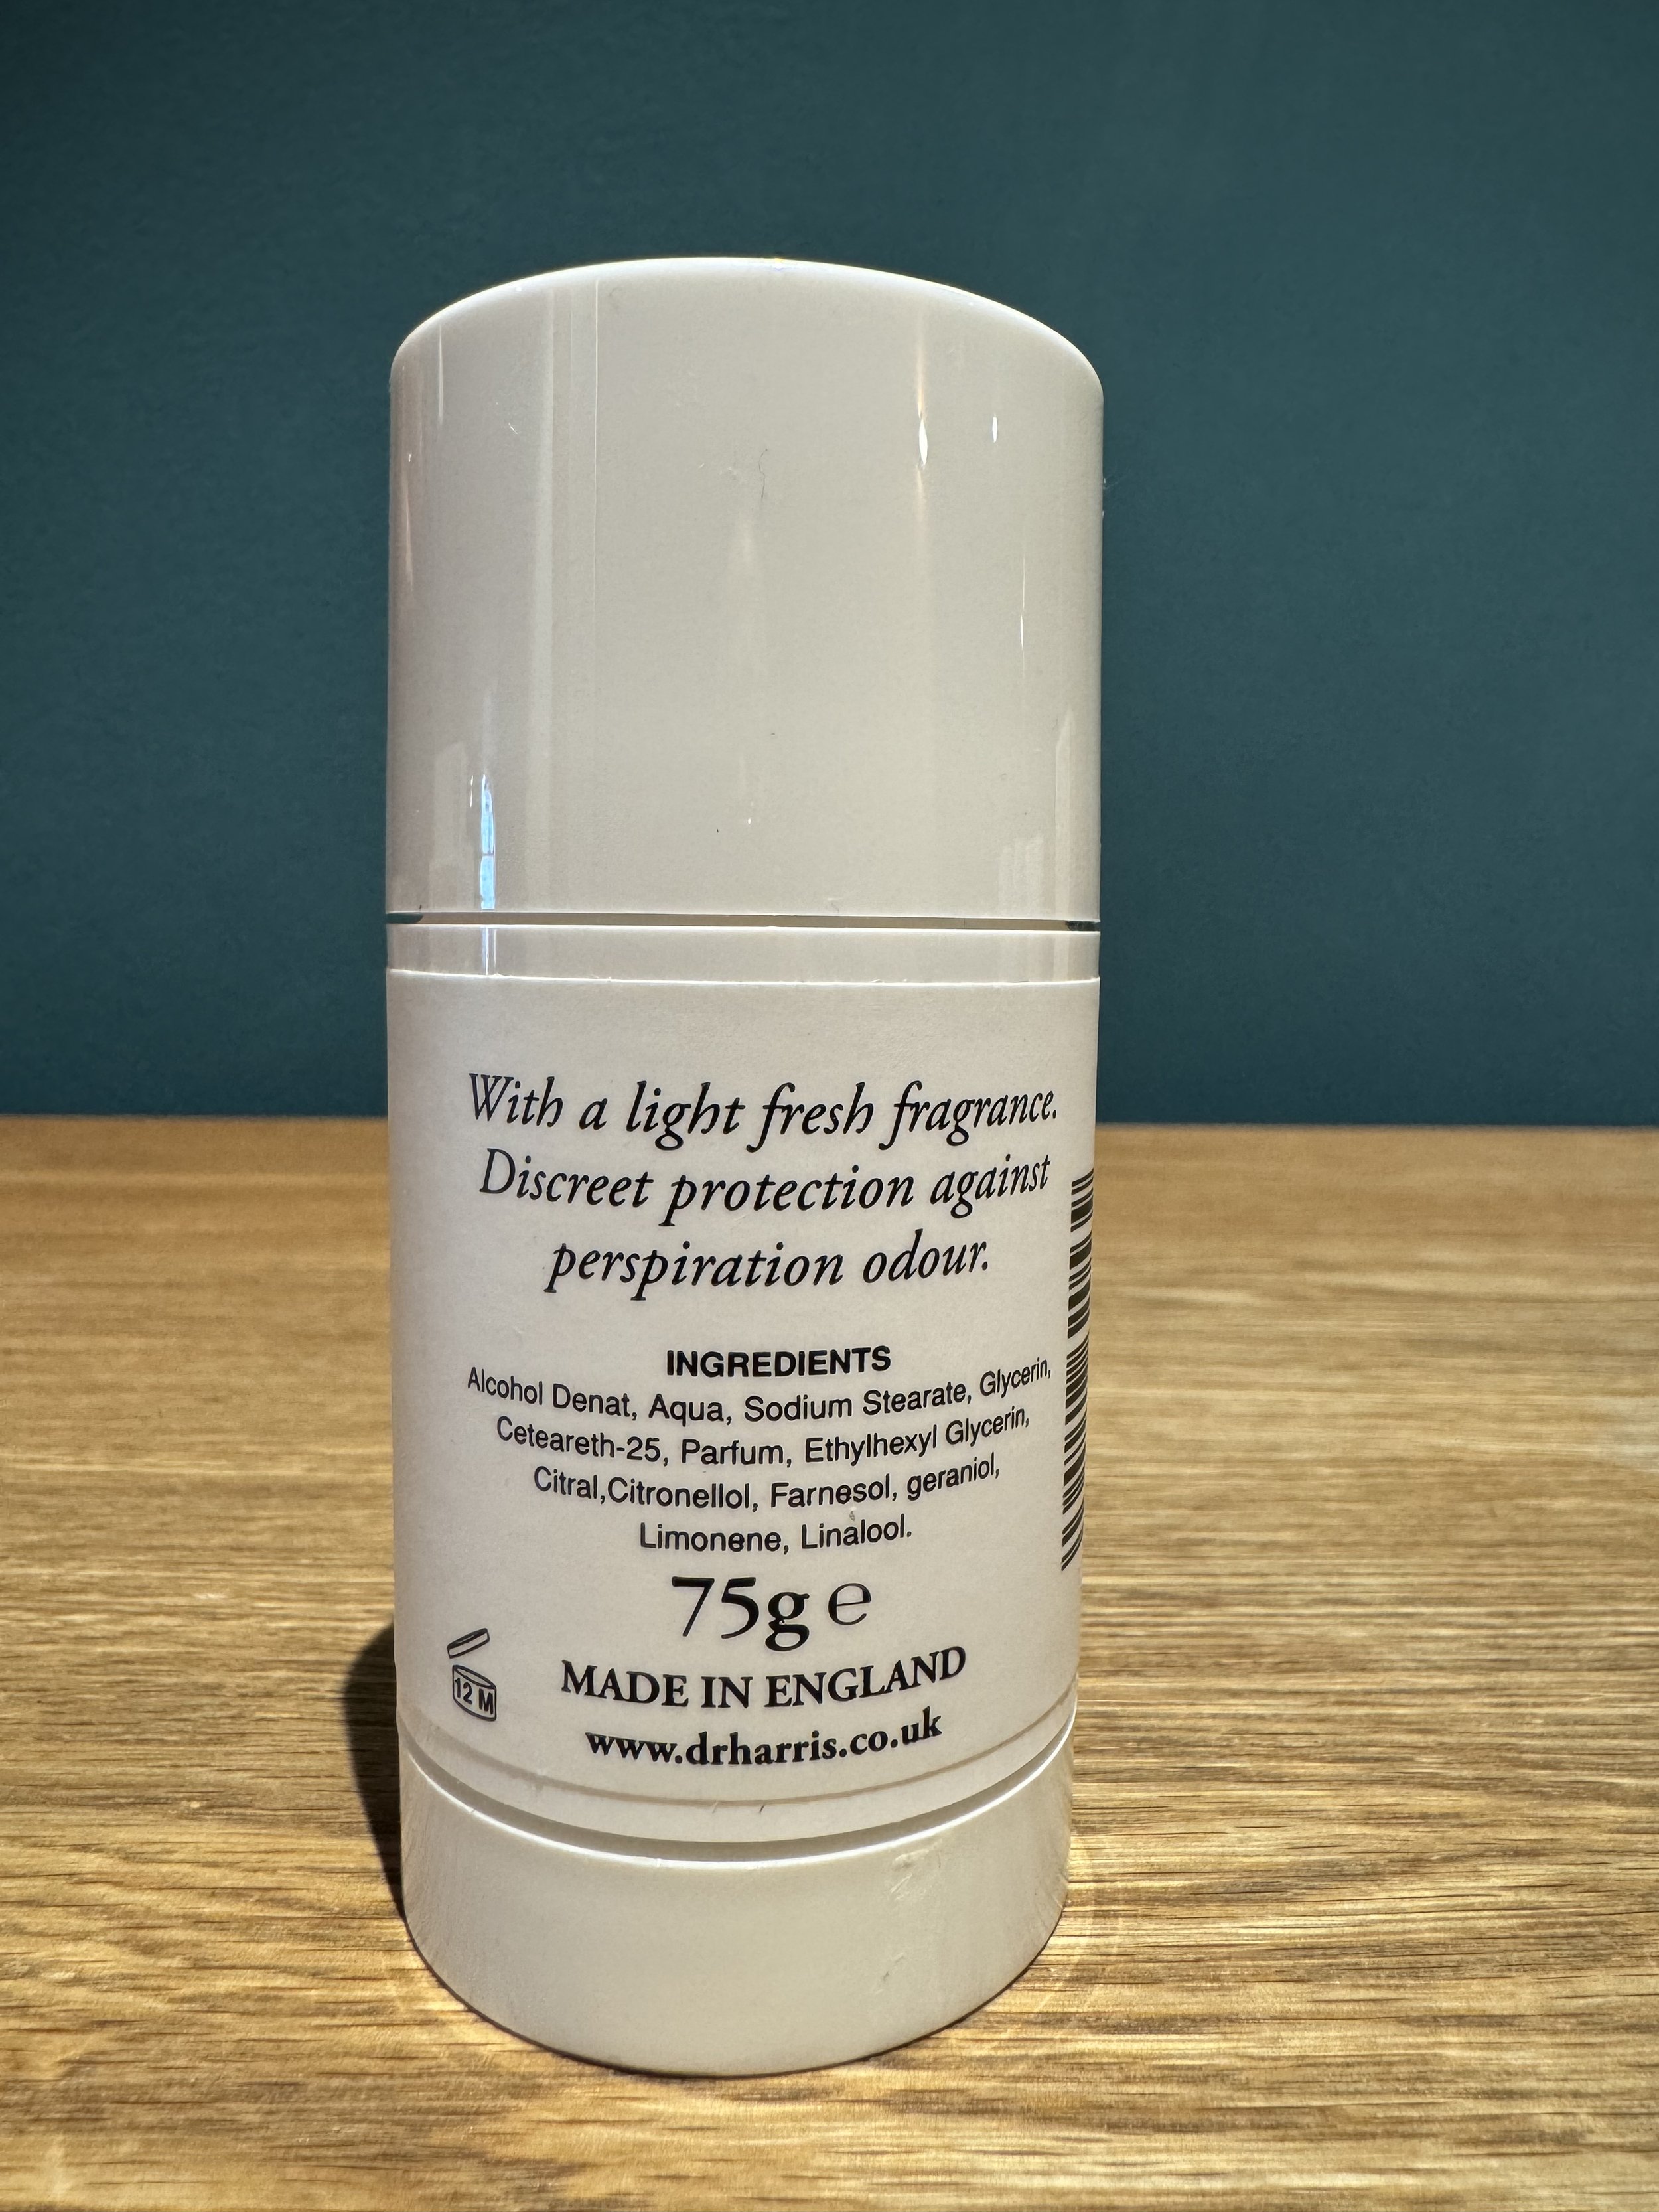 With a light fresh fragrance.
Discreet protection against
perspiration odour.
INGREDIENTS
Alcohol Denat, Aqua, Sodium Stearate, Glycerin,
Ceteareth-25, Parfum, Ethylhexyl Glycerin,
Citral,Citronellol, Farnesol, geraniol,
Limonene, Linalool.
75g ℮
12 M
MADE IN ENGLAND
www.drharris.co.uk